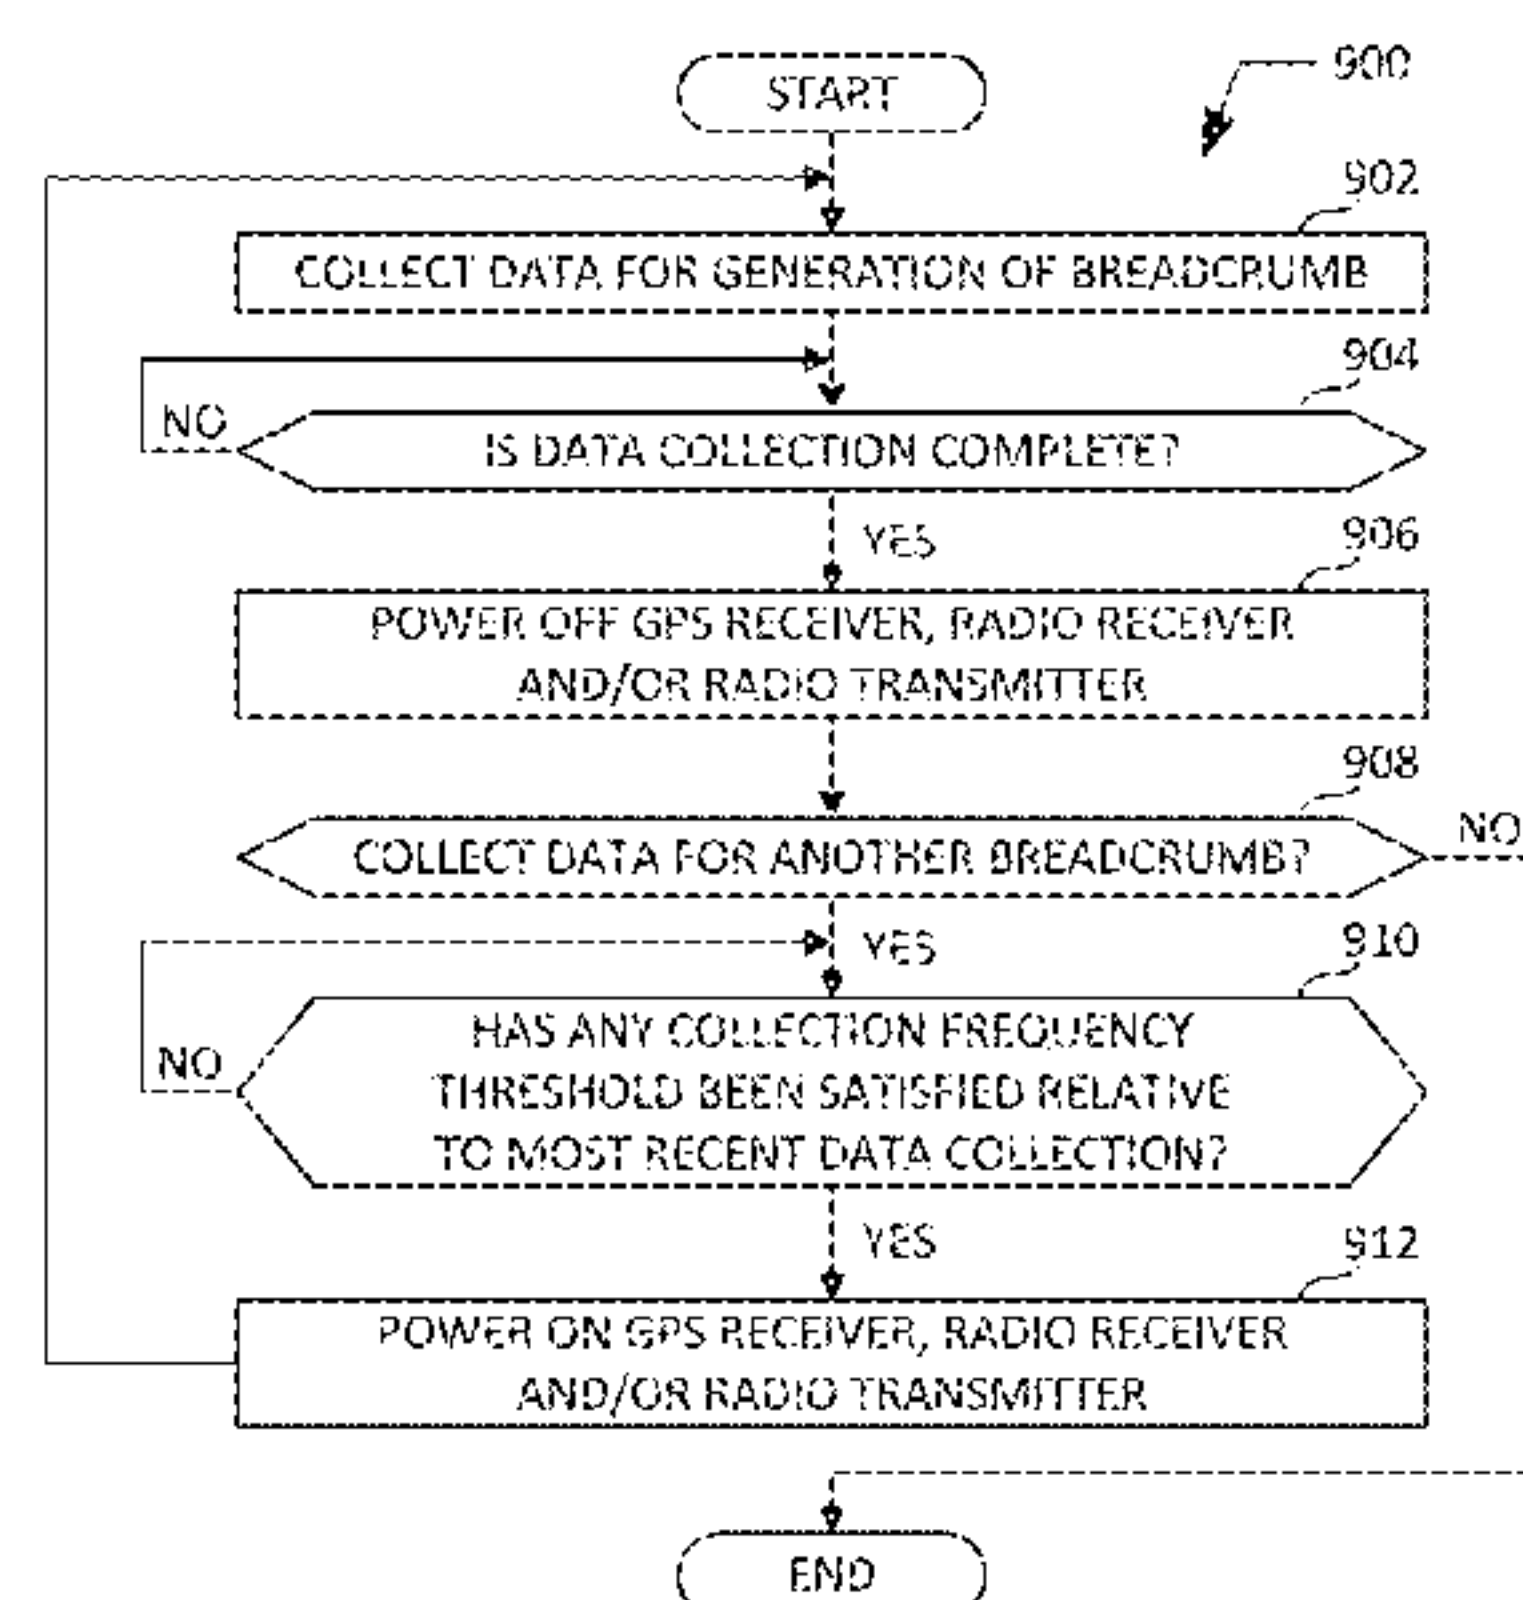 START
900
902
COLLECT DATA FOR GENERATION OF BREADCRUMB
904
NO
IS DATA COLLECTION COMPLETE?
YES
906
POWER OFF GPS RECEIVER, RADIO RECEIVER
AND/OR RADIO TRANSMITTER
908
NO
COLLECT DATA FOR ANOTHER BREADCRUMB?
YES
910
HAS ANY COLLECTION FREQUENCY
NO
THRESHOLD BEEN SATISFIED RELATIVE
TO MOST RECENT DATA COLLECTION?
YES
912
POWER ON GPS RECEIVER, RADIO RECEIVER
AND/OR RADIO TRANSMITTER
END